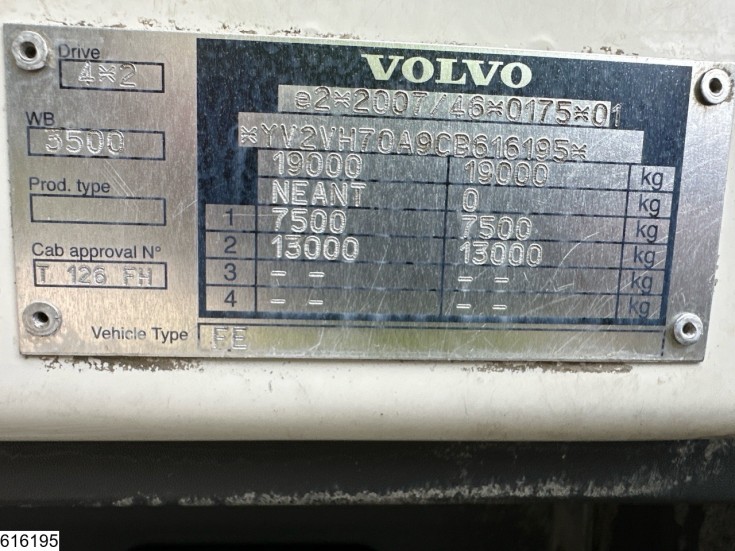 Drive
4*2
WB
3500
Prod. type
Cab approval N°
T 126 FH
VOLVO
e2*2007/46*0175*01
*YV2VH70A9CB616195*
19000 19000 kg
NEANT 0 kg
1 7500 7500 kg
2 13000 13000 kg
3 - - - - kg
4 - - - - kg
Vehicle Type FE
616195